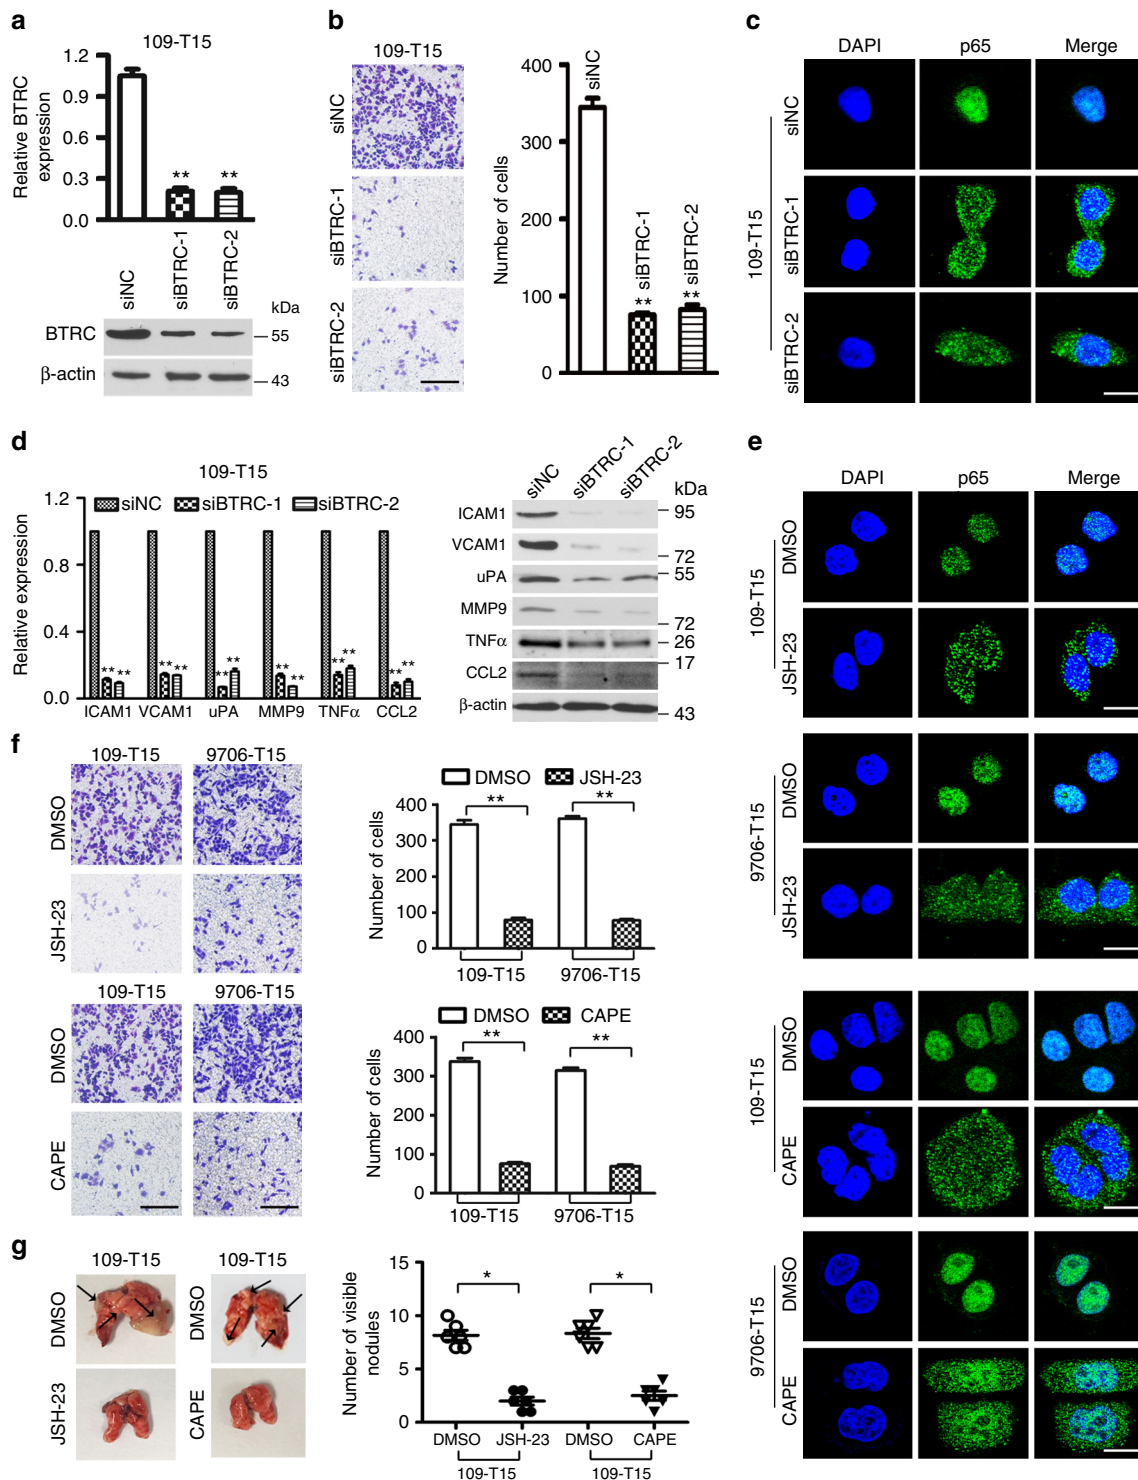 a
109-T15
Relative BTRC
expression
1.2
0.9
0.6
0.3
0.0
**
**
siNC
siBTRC-1
siBTRC-2
kDa
BTRC
55
β-actin
43
b
109-T15
siNC
siBTRC-1
siBTRC-2
Number of cells
400
300
200
100
0
siNC
siBTRC-1
siBTRC-2
**
**
c
DAPI
p65
Merge
109-T15
siNC
siBTRC-1
siBTRC-2
d
109-T15
siNC
siBTRC-1
siBTRC-2
Relative expression
1.2
0.8
0.4
0.0
** **
** **
** **
** **
** **
** **
ICAM1
VCAM1
uPA
MMP9
TNFα
CCL2
siNC
siBTRC-1
siBTRC-2
kDa
ICAM1
95
VCAM1
72
uPA
55
MMP9
72
TNFα
26
CCL2
17
β-actin
43
e
DAPI
p65
Merge
109-T15
DMSO
JSH-23
9706-T15
DMSO
JSH-23
109-T15
DMSO
CAPE
9706-T15
DMSO
CAPE
f
109-T15
9706-T15
DMSO
JSH-23
109-T15
9706-T15
DMSO
CAPE
DMSO
JSH-23
Number of cells
400
300
200
100
0
**
**
109-T15
9706-T15
DMSO
CAPE
Number of cells
400
300
200
100
0
**
**
109-T15
9706-T15
g
109-T15
109-T15
DMSO
DMSO
JSH-23
CAPE
Number of visible
nodules
15
10
5
0
*
*
DMSO
JSH-23
DMSO
CAPE
109-T15
109-T15